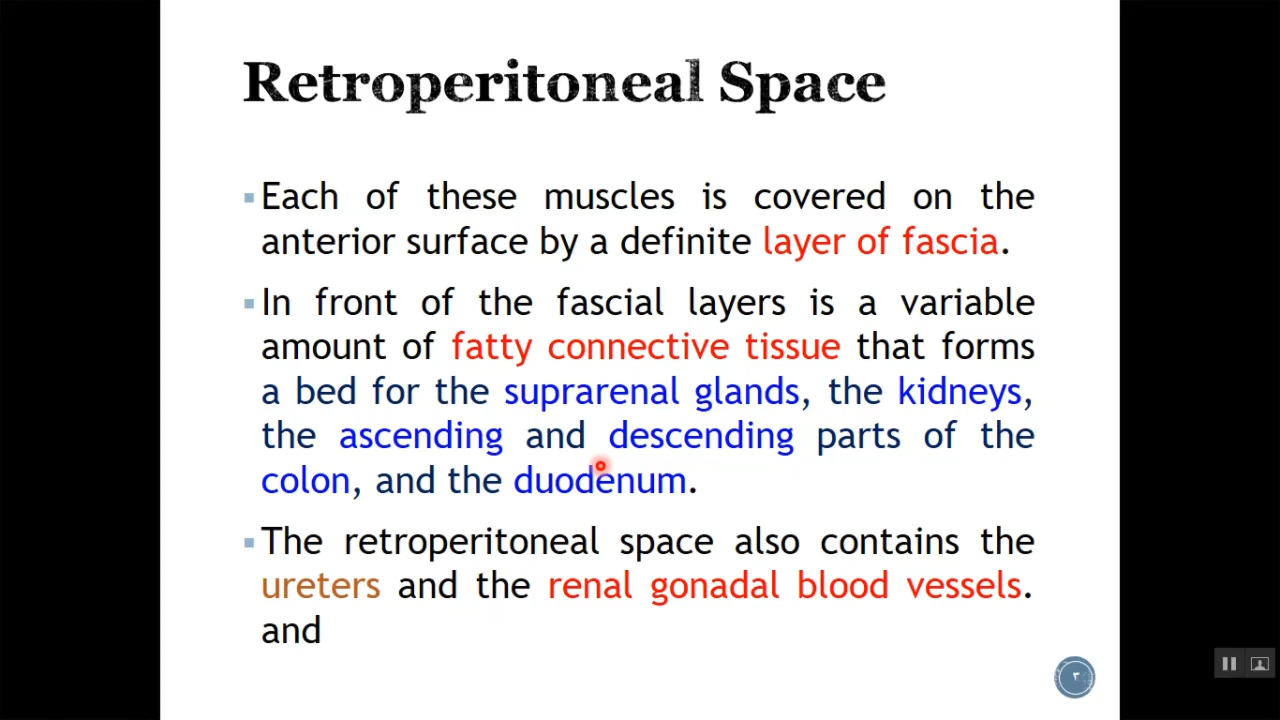 Retroperitoneal Space
Each of these muscles is covered on the
anterior surface by a definite layer of fascia.
In front of the fascial layers is a variable
amount of fatty connective tissue that forms
a bed for the suprarenal glands, the kidneys,
the ascending and descending parts of the
colon, and the duodenum.
The retroperitoneal space also contains the
ureters and the renal gonadal blood vessels.
and
٣